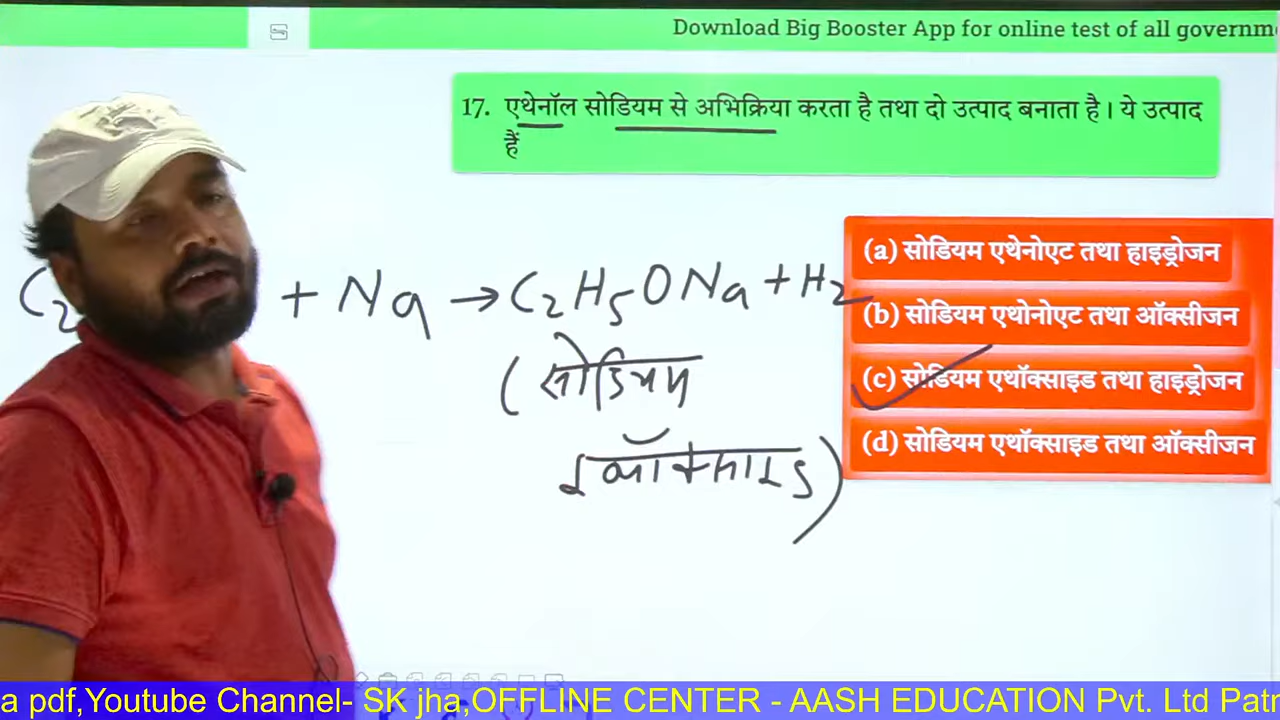 Download Big Booster App for online test of all governm
17. एथेनॉल सोडियम से अभिक्रिया करता है तथा दो उत्पाद बनाता है। ये उत्पाद
हैं
(a) सोडियम एथेनोएट तथा हाइड्रोजन
(b) सोडियम एथोनोएट तथा ऑक्सीजन
(c) सोडियम एथॉक्साइड तथा हाइड्रोजन
(d) सोडियम एथॉक्साइड तथा ऑक्सीजन
C2 + Na → C2H5ONa + H2
(सोडियम
इथॉक्साइड)
a pdf,Youtube Channel- SK jha,OFFLINE CENTER - AASH EDUCATION Pvt. Ltd Patr